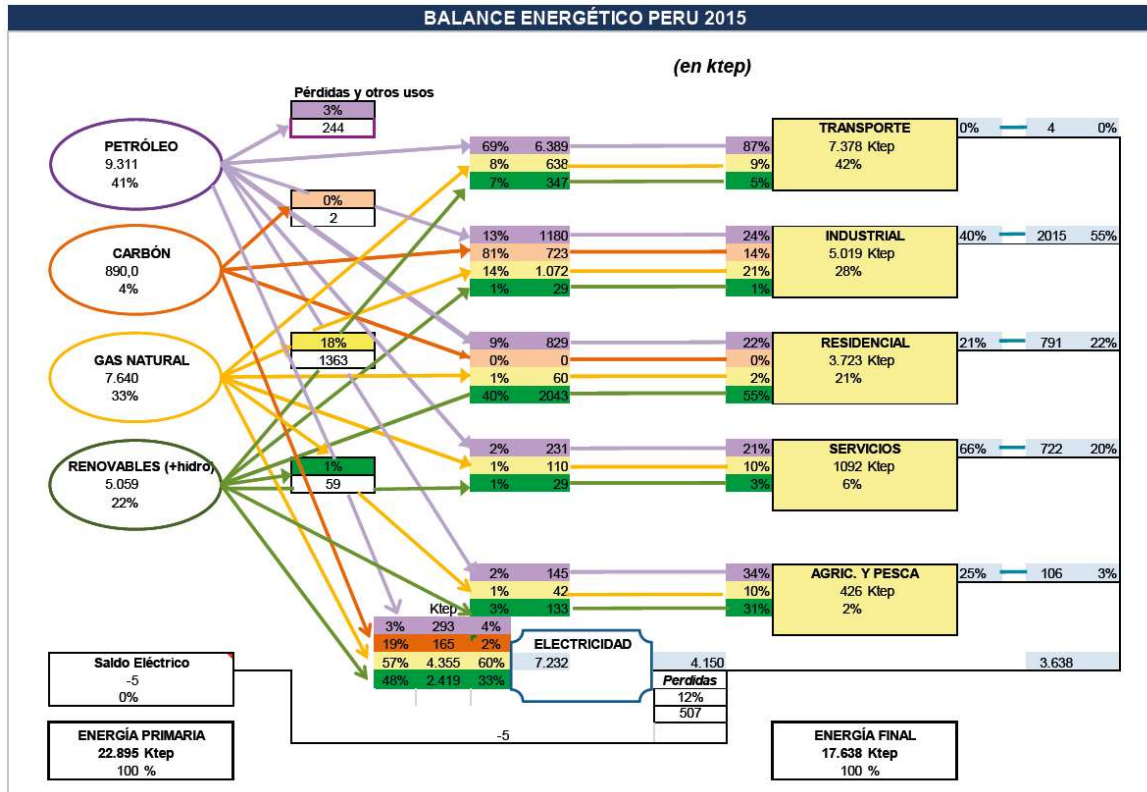 BALANCE ENERGÉTICO PERU 2015
(en ktep)
Pérdidas y otros usos
3%
244
PETRÓLEO
9.311
41%
69% 6.389
8% 638
7% 347
87%
9%
5%
TRANSPORTE
7.378 Ktep
42%
0% 4 0%
0%
2
CARBÓN
890,0
4%
13% 1180
81% 723
14% 1.072
1% 29
24%
14%
21%
1%
INDUSTRIAL
5.019 Ktep
28%
40% 2015 55%
18%
1363
GAS NATURAL
7.640
33%
9% 829
0% 0
1% 60
40% 2043
22%
0%
2%
55%
RESIDENCIAL
3.723 Ktep
21%
21% 791 22%
RENOVABLES (+hidro)
5.059
22%
1%
59
2% 231
1% 110
1% 29
21%
10%
3%
SERVICIOS
1092 Ktep
6%
66% 722 20%
2% 145
1% 42
3% 133
34%
10%
31%
AGRIC. Y PESCA
426 Ktep
2%
25% 106 3%
Ktep
3% 293 4%
19% 165 2%
57% 4.355 60%
48% 2.419 33%
ELECTRICIDAD
7.232
4.150
3.638
Perdidas
12%
507
Saldo Eléctrico
-5
0%
-5
ENERGÍA PRIMARIA
22.895 Ktep
100 %
ENERGÍA FINAL
17.638 Ktep
100 %